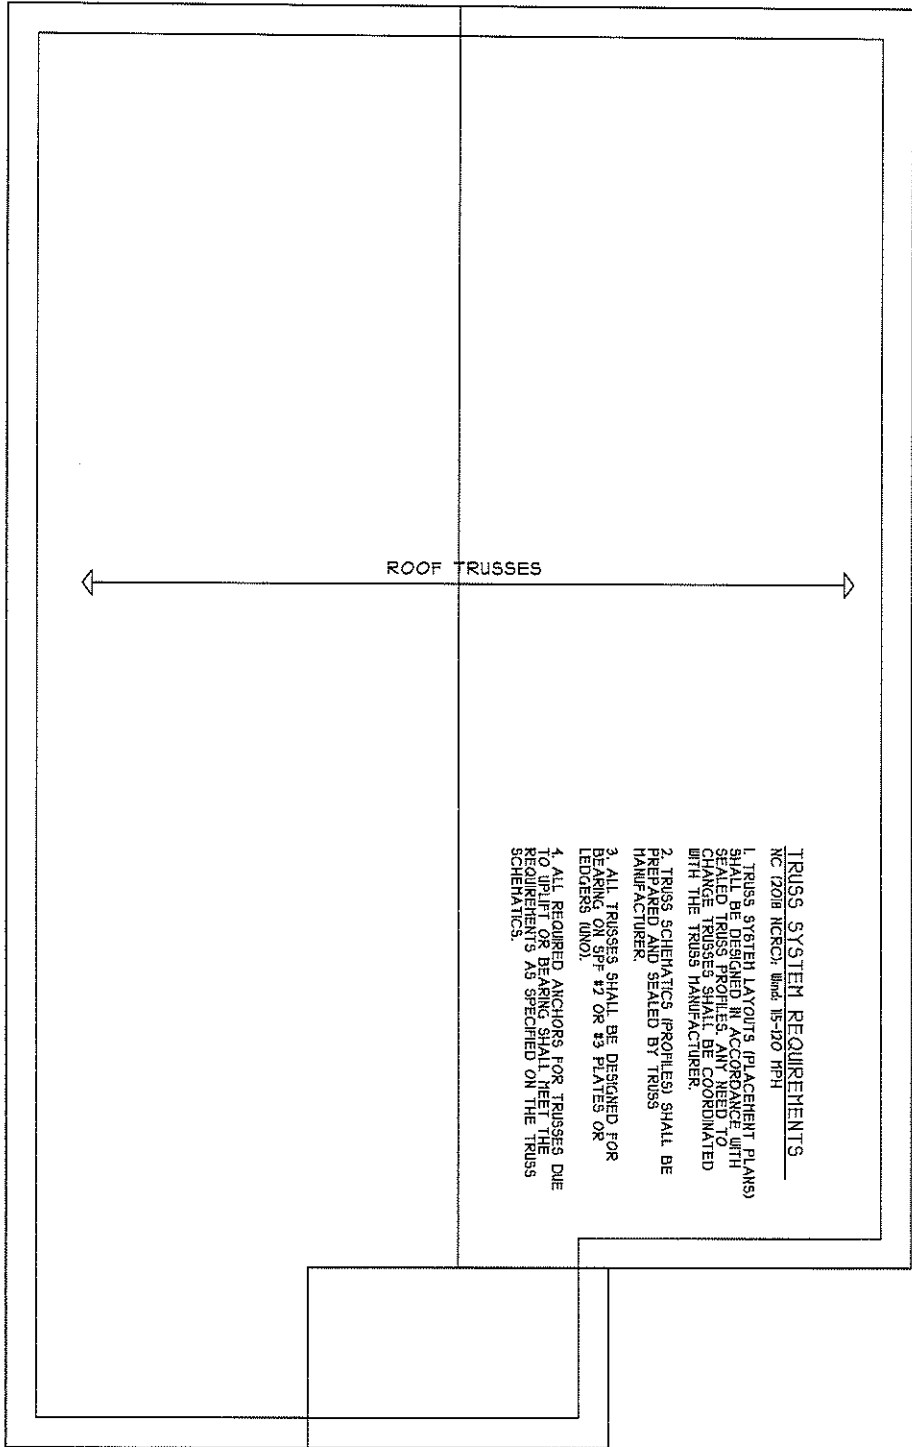 ROOF TRUSSES
TRUSS SYSTEM REQUIREMENTS
NC (2018 NCRC); Wind: 115-120 MPH
1. TRUSS SYSTEM LAYOUTS (PLACEMENT PLANS)
SHALL BE DESIGNED IN ACCORDANCE WITH
SEALED TRUSS PROFILES. ANY NEED TO
CHANGE TRUSSES SHALL BE COORDINATED
WITH THE TRUSS MANUFACTURER.
2. TRUSS SCHEMATICS (PROFILES) SHALL BE
PREPARED AND SEALED BY TRUSS
MANUFACTURER.
3. ALL TRUSSES SHALL BE DESIGNED FOR
BEARING ON SPF #2 OR #3 PLATES OR
LEDGERS (UNO).
4. ALL REQUIRED ANCHORS FOR TRUSSES DUE
TO UPLIFT OR BEARING SHALL MEET THE
REQUIREMENTS AS SPECIFIED ON THE TRUSS
SCHEMATICS.